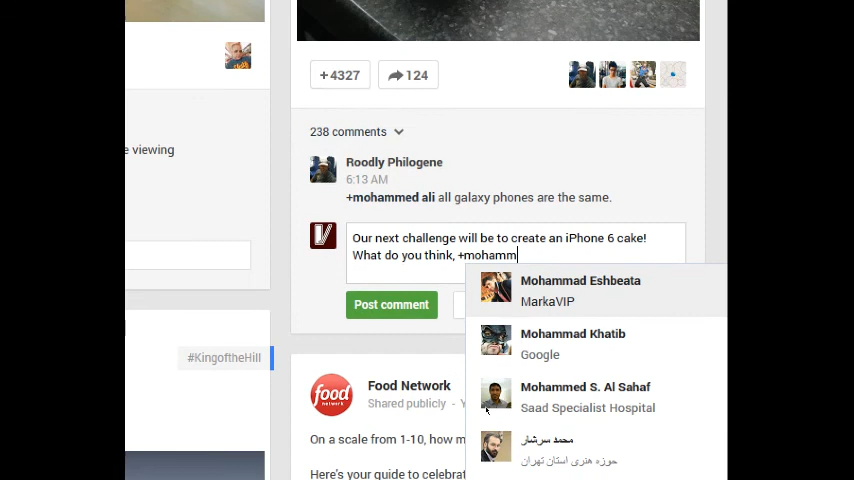 +4327
124
238 comments
e viewing
Roodly Philogene
6:13 AM
+mohammed ali all galaxy phones are the same.
Our next challenge will be to create an iPhone 6 cake!
What do you think, +mohamm
Post comment
Mohammad Eshbeata
MarkaVIP
Mohammad Khatib
Google
Mohammed S. Al Sahaf
Saad Specialist Hospital
محمد سرشار
حوزه هنری استان تهران
#KingoftheHill
food
NETWORK
Food Network
Shared publicly - Y
On a scale from 1-10, how m
Here's your guide to celebrat